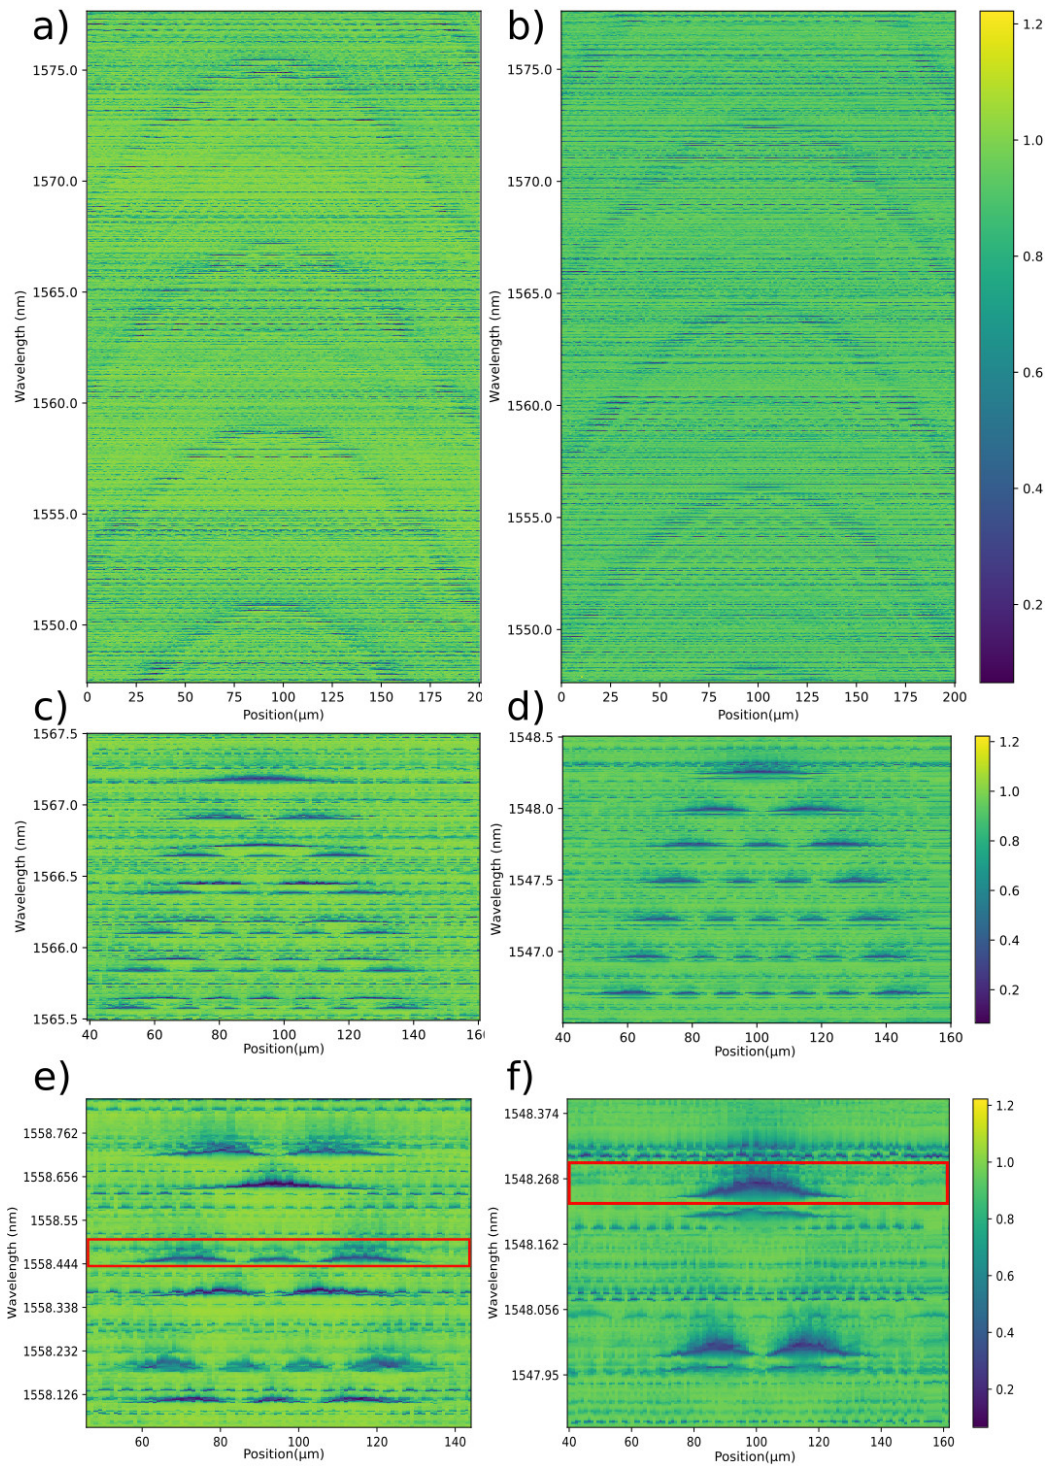 a)
b)
Wavelength (nm)
1575.0
1570.0
1565.0
1560.0
1555.0
1550.0
0 25 50 75 100 125 150 175 20
Position(μm)
Wavelength (nm)
1575.0
1570.0
1565.0
1560.0
1555.0
1550.0
0 25 50 75 100 125 150 175 200
Position(μm)
1.2
1.0
0.8
0.6
0.4
0.2
c)
d)
Wavelength (nm)
1567.5
1567.0
1566.5
1566.0
1565.5
40 60 80 100 120 140 160
Position(μm)
Wavelength (nm)
1548.5
1548.0
1547.5
1547.0
40 60 80 100 120 140 160
Position(μm)
1.2
1.0
0.8
0.6
0.4
0.2
e)
f)
Wavelength (nm)
1558.762
1558.656
1558.55
1558.444
1558.338
1558.232
1558.126
60 80 100 120 140
Position(μm)
Wavelength (nm)
1548.374
1548.268
1548.162
1548.056
1547.95
40 60 80 100 120 140 160
Position(μm)
1.2
1.0
0.8
0.6
0.4
0.2